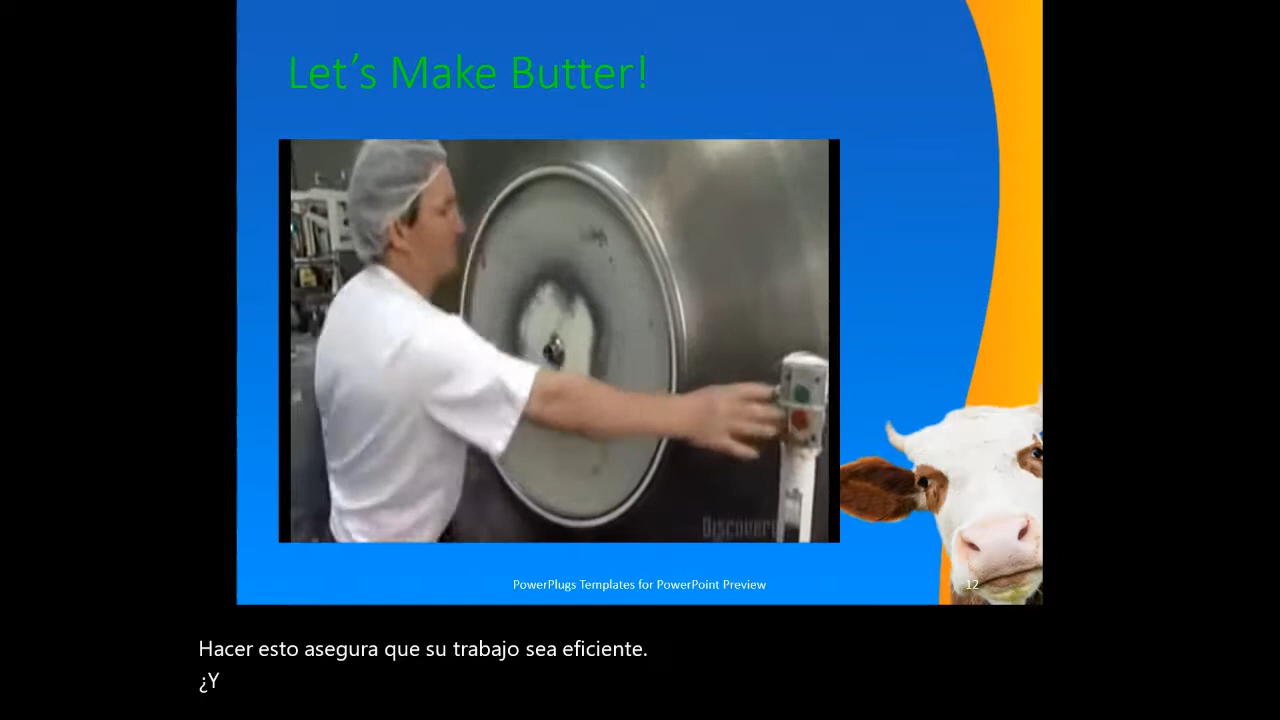 Let's Make Butter!
Discovery
PowerPlugs Templates for PowerPoint Preview
12
Hacer esto asegura que su trabajo sea eficiente.
¿Y